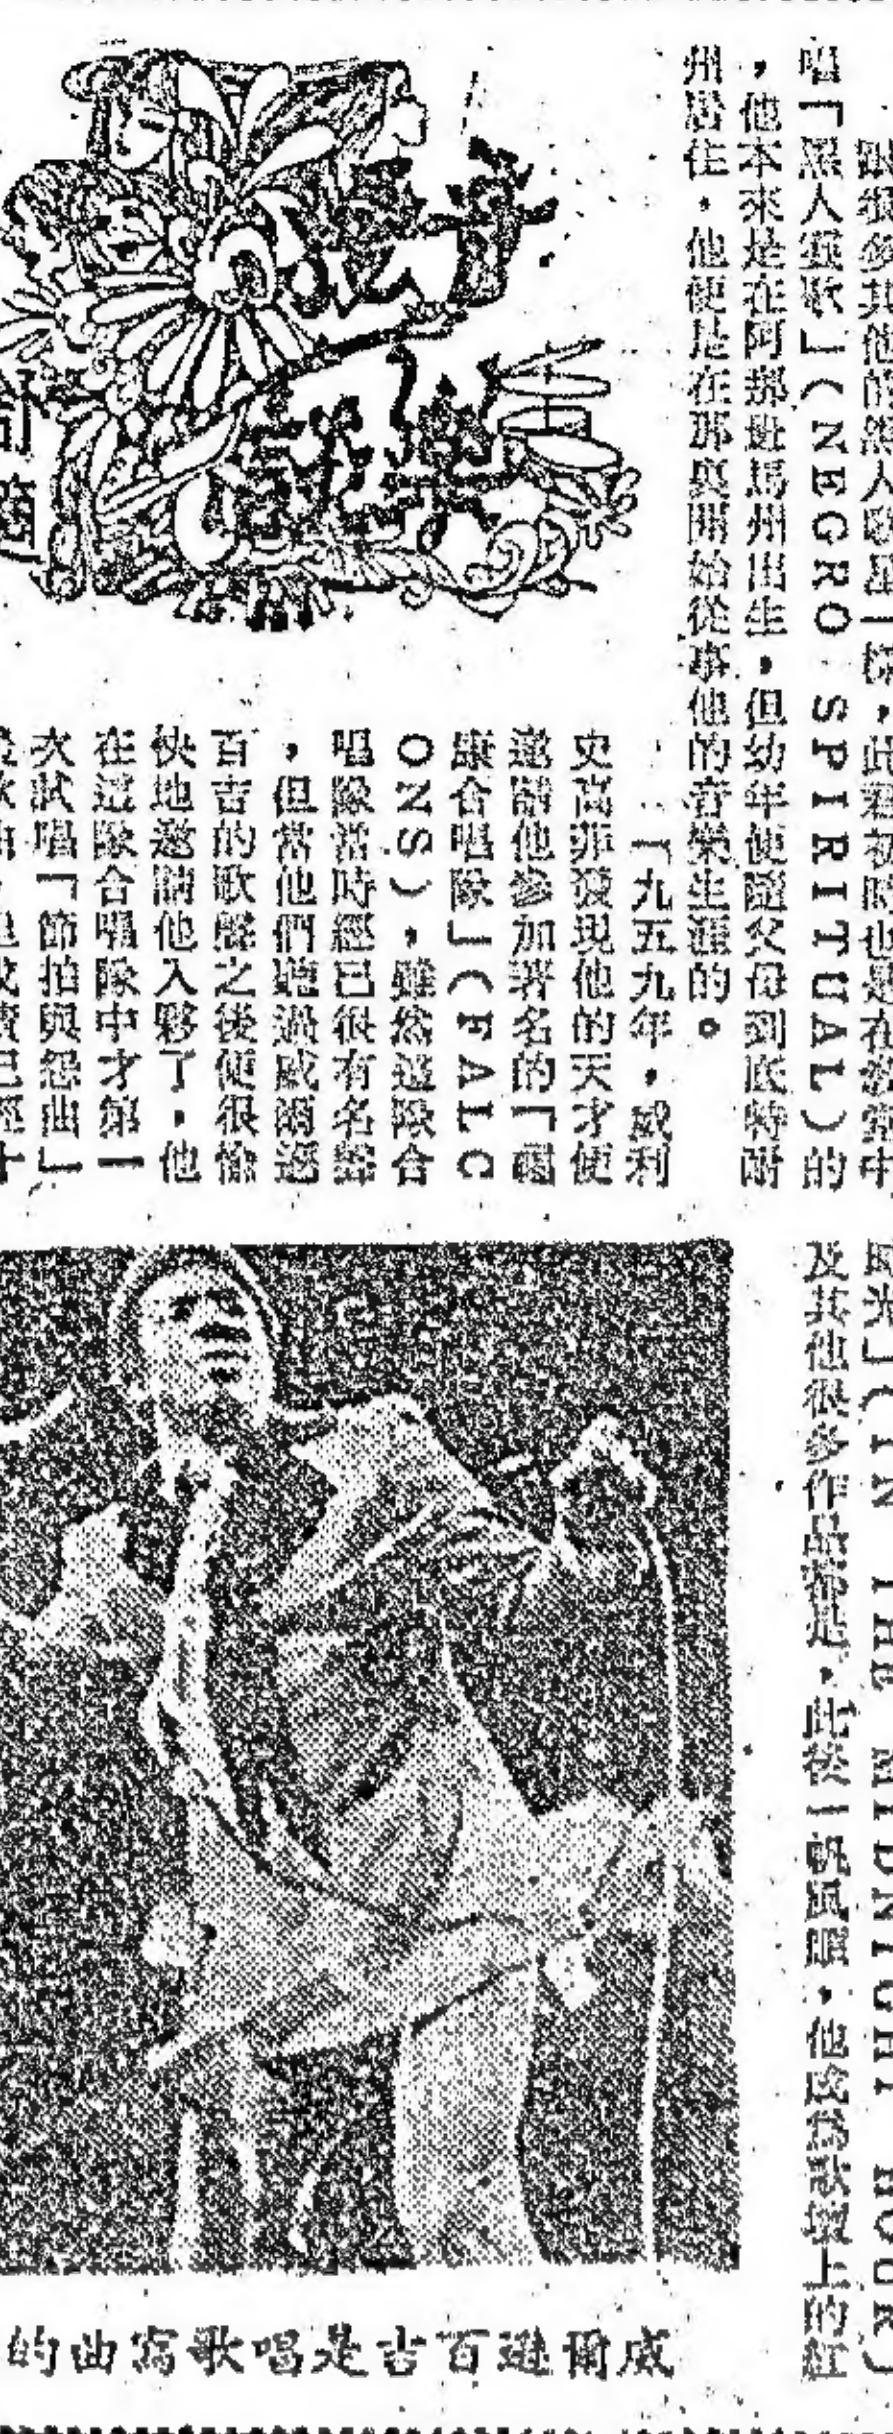 跟很多其他的黑人歌星一樣，此君初時也是在教堂中
唱「黑人靈歌」（NEGRO SPIRITUAL）的
，他本來是在阿拉馬州出生，但幼年便隨父母到底特
州居住，他便是在那裏開始從事他的音樂生涯的。
一九五九年，威利
史高菲發現他的天才便
邀請他參加著名的「
康合唱隊」（FALC
ONS），雖然這隊合
唱隊當時經已很有名聲
，但當他們聽過威爾遜
百吉的歌聲之後便很愉
快地邀請他入夥了，他
在這隊合唱隊中才第一
次試唱「節拍與怨曲」
」（IN THE MIDNIGHT HOUR）
及其他很多作品都是，此後一帆風順，他成為歌壇上的紅
威爾遜百吉是唱歌寫曲的